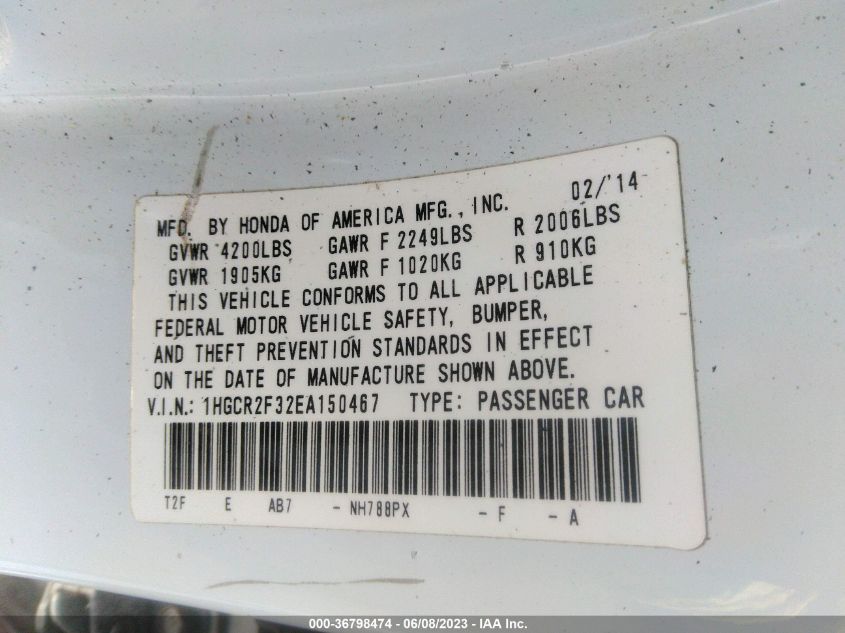 02/'14
MFD. BY HONDA OF AMERICA MFG., INC.
GVWR 4200LBS GAWR F 2249LBS R 2006LBS
GVWR 1905KG GAWR F 1020KG R 910KG
THIS VEHICLE CONFORMS TO ALL APPLICABLE
FEDERAL MOTOR VEHICLE SAFETY, BUMPER,
AND THEFT PREVENTION STANDARDS IN EFFECT
ON THE DATE OF MANUFACTURE SHOWN ABOVE.
V.I.N.: 1HGCR2F32EA150467 TYPE: PASSENGER CAR
T2F E AB7 - NH788PX - F - A
000-36798474 - 06/08/2023 - IAA Inc.